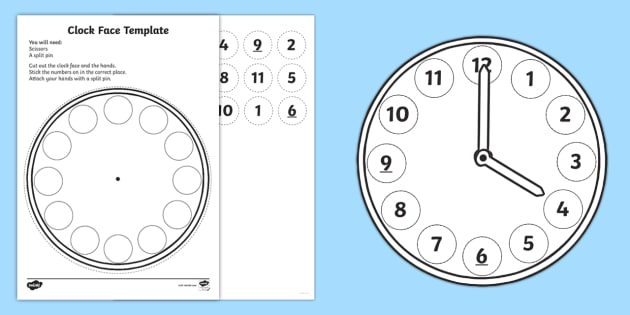 Clock Face Template
You will need:
Scissors
A split pin
Cut out the clock face and the hands.
Stick the numbers on in the correct place.
Attach your hands with a split pin.
4 9 2
8 11 5
10 1 6
12
11 1
10 2
9 3
8 4
7 5
6